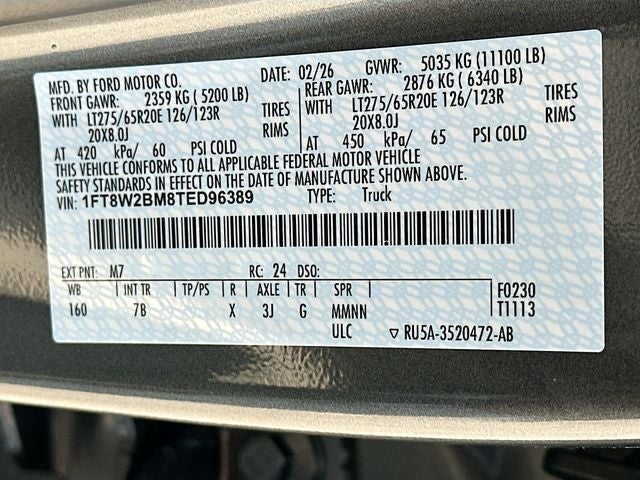 MFD. BY FORD MOTOR CO. DATE: 02/26 GVWR: 5035 KG (11100 LB)
FRONT GAWR: 2359 KG (5200 LB) REAR GAWR: 2876 KG (6340 LB)
WITH LT275/65R20E 126/123R TIRES WITH LT275/65R20E 126/123R TIRES
20X8.0J RIMS 20X8.0J RIMS
AT 420 kPa/ 60 PSI COLD AT 450 kPa/ 65 PSI COLD
THIS VEHICLE CONFORMS TO ALL APPLICABLE FEDERAL MOTOR VEHICLE
SAFETY STANDARDS IN EFFECT ON THE DATE OF MANUFACTURE SHOWN ABOVE.
VIN: 1FT8W2BM8TED96389 TYPE: Truck
EXT PNT: M7 RC: 24 DSO:
WB INT TR TP/PS R AXLE TR SPR F0230
160 7B X 3J G MMNN T1113
ULC RU5A-3520472-AB